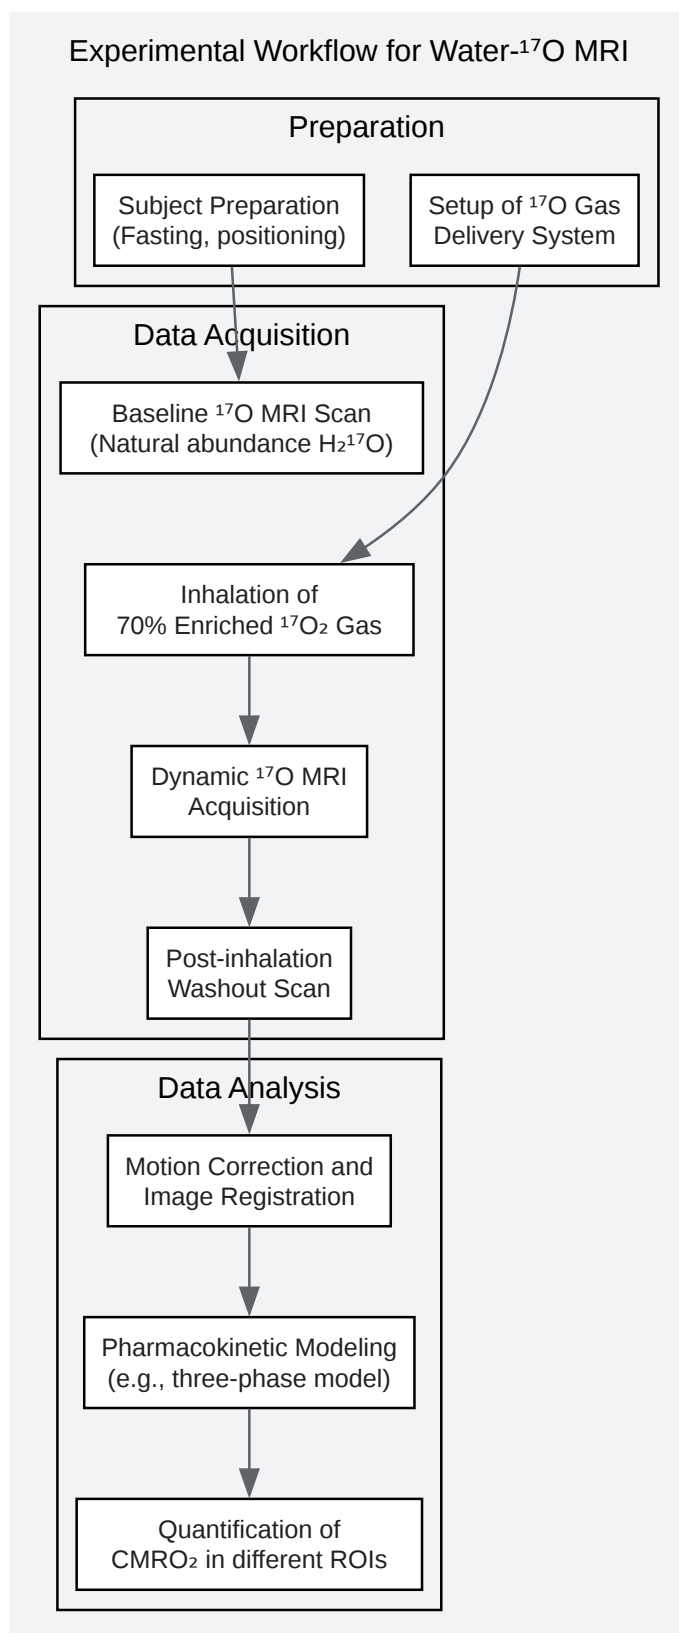 Experimental Workflow for Water-¹⁷O MRI
Preparation
Subject Preparation
(Fasting, positioning)
Setup of ¹⁷O Gas
Delivery System
Data Acquisition
Baseline ¹⁷O MRI Scan
(Natural abundance H₂¹⁷O)
Inhalation of
70% Enriched ¹⁷O₂ Gas
Dynamic ¹⁷O MRI
Acquisition
Post-inhalation
Washout Scan
Data Analysis
Motion Correction and
Image Registration
Pharmacokinetic Modeling
(e.g., three-phase model)
Quantification of
CMRO₂ in different ROIs